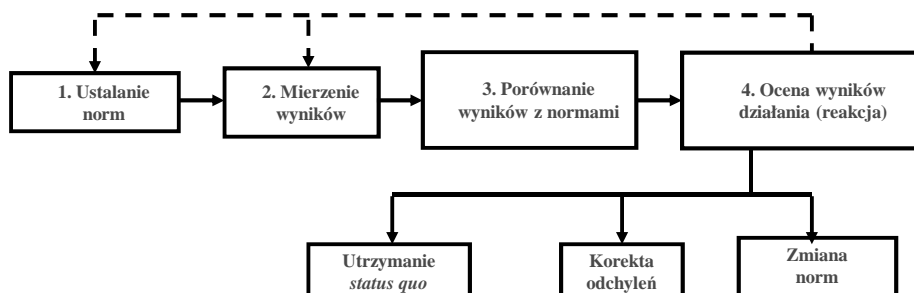 1. Ustalanie
norm
2. Mierzenie
wyników
3. Porównanie
wyników z normami
4. Ocena wyników
działania (reakcja)
Utrzymanie
status quo
Korekta
odchyleń
Zmiana
norm